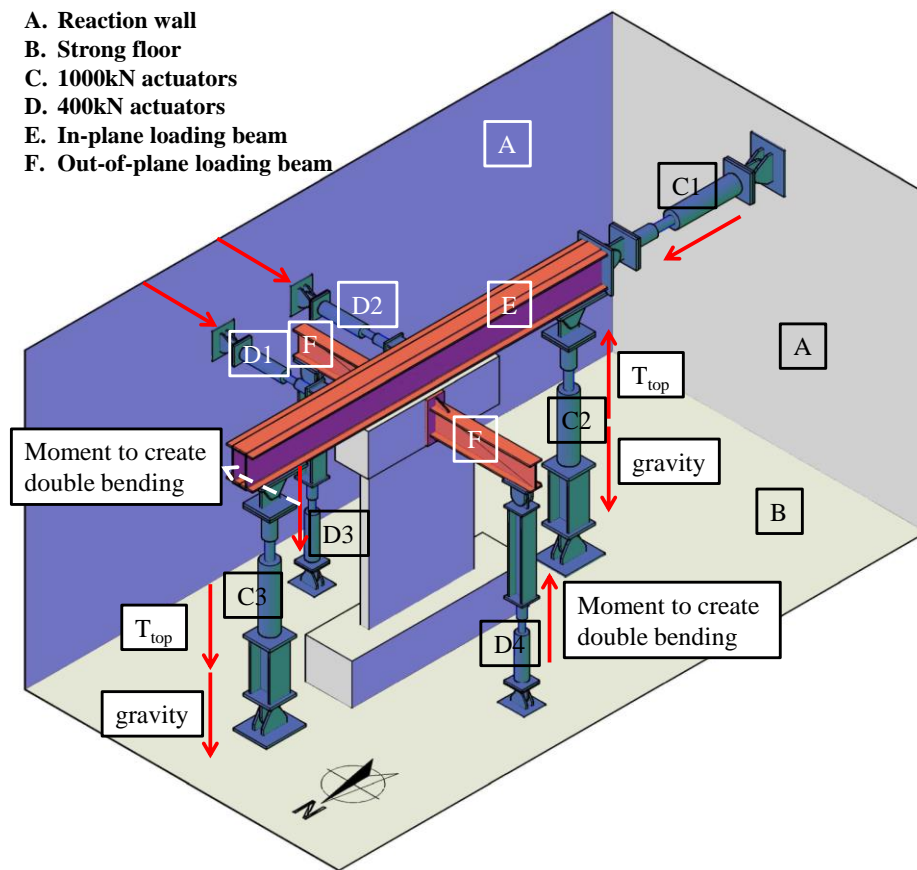 A. Reaction wall
B. Strong floor
C. 1000kN actuators
D. 400kN actuators
E. In-plane loading beam
F. Out-of-plane loading beam
A
C1
E
D2
F
D1
A
T_top
C2
F
gravity
Moment to create
double bending
B
D3
C3
Moment to create
double bending
T_top
D4
gravity
N